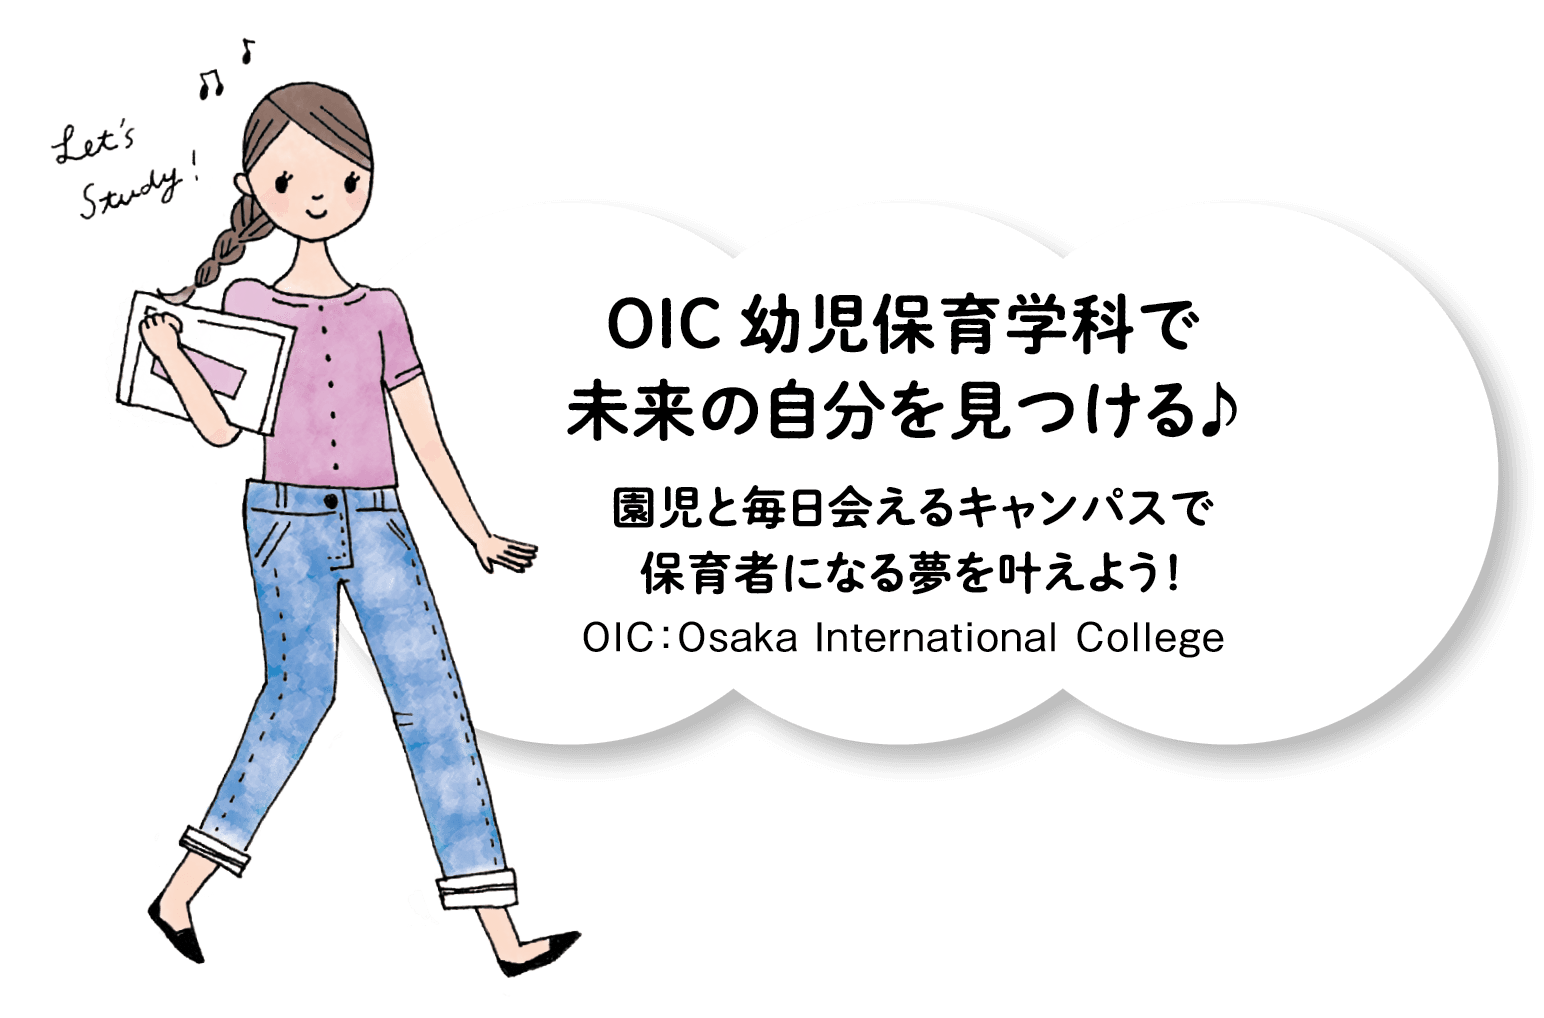 Let's
Study!
OIC 幼児保育学科で
未来の自分を見つける♪
園児と毎日会えるキャンパスで
保育者になる夢を叶えよう！
OIC：Osaka International College